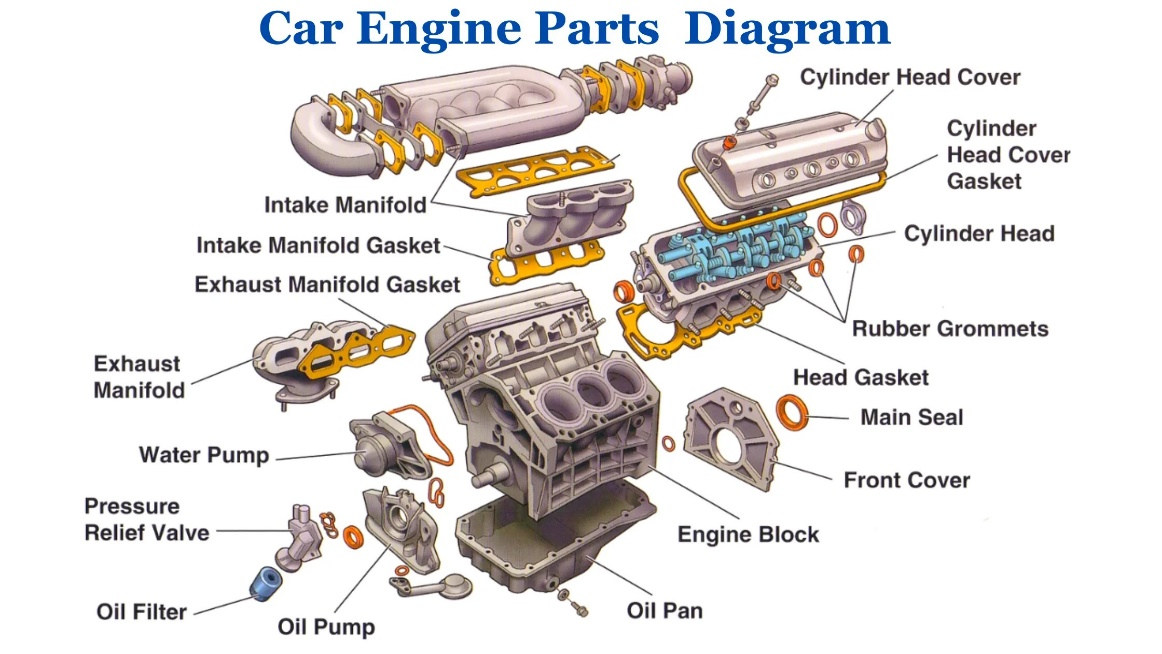 Car Engine Parts Diagram
Cylinder Head Cover
Cylinder
Head Cover
Gasket
Intake Manifold
Cylinder Head
Intake Manifold Gasket
Exhaust Manifold Gasket
Rubber Grommets
Exhaust
Manifold
Head Gasket
Main Seal
Water Pump
Front Cover
Pressure
Relief Valve
Engine Block
Oil Filter
Oil Pan
Oil Pump